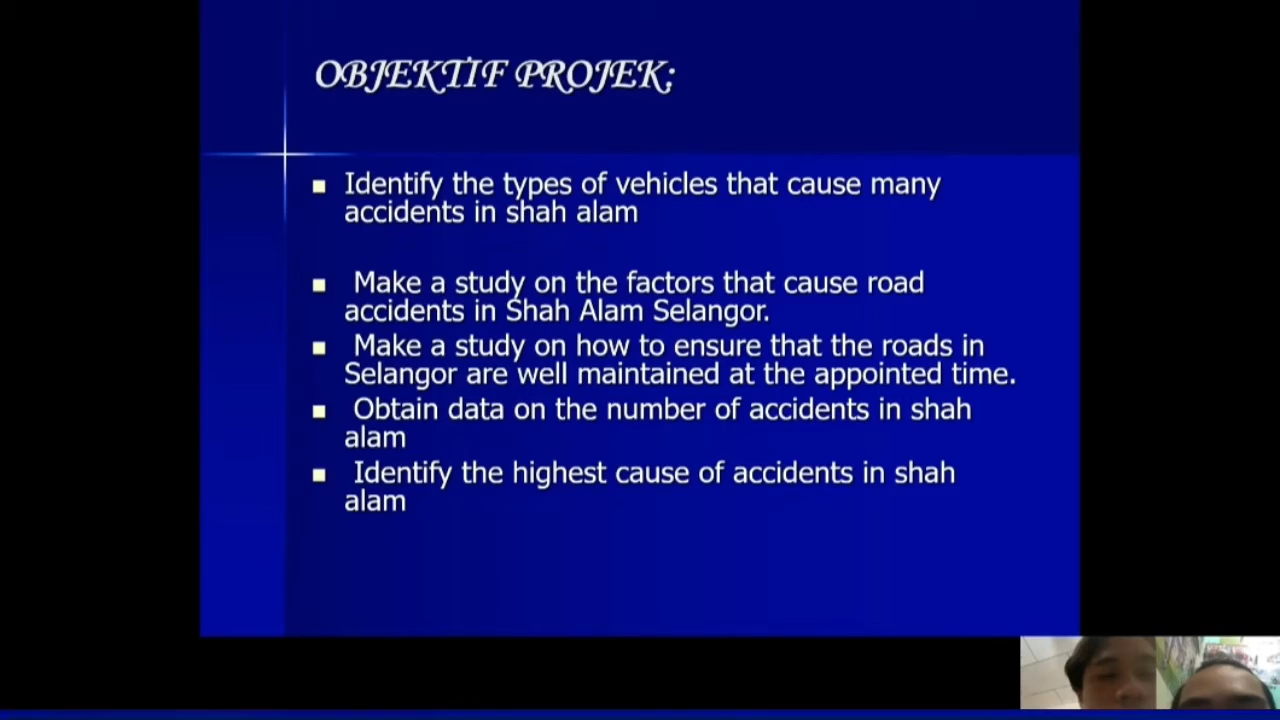 OBJEKTIF PROJEK;
Identify the types of vehicles that cause many
accidents in shah alam
Make a study on the factors that cause road
accidents in Shah Alam Selangor.
Make a study on how to ensure that the roads in
Selangor are well maintained at the appointed time.
Obtain data on the number of accidents in shah
alam
Identify the highest cause of accidents in shah
alam